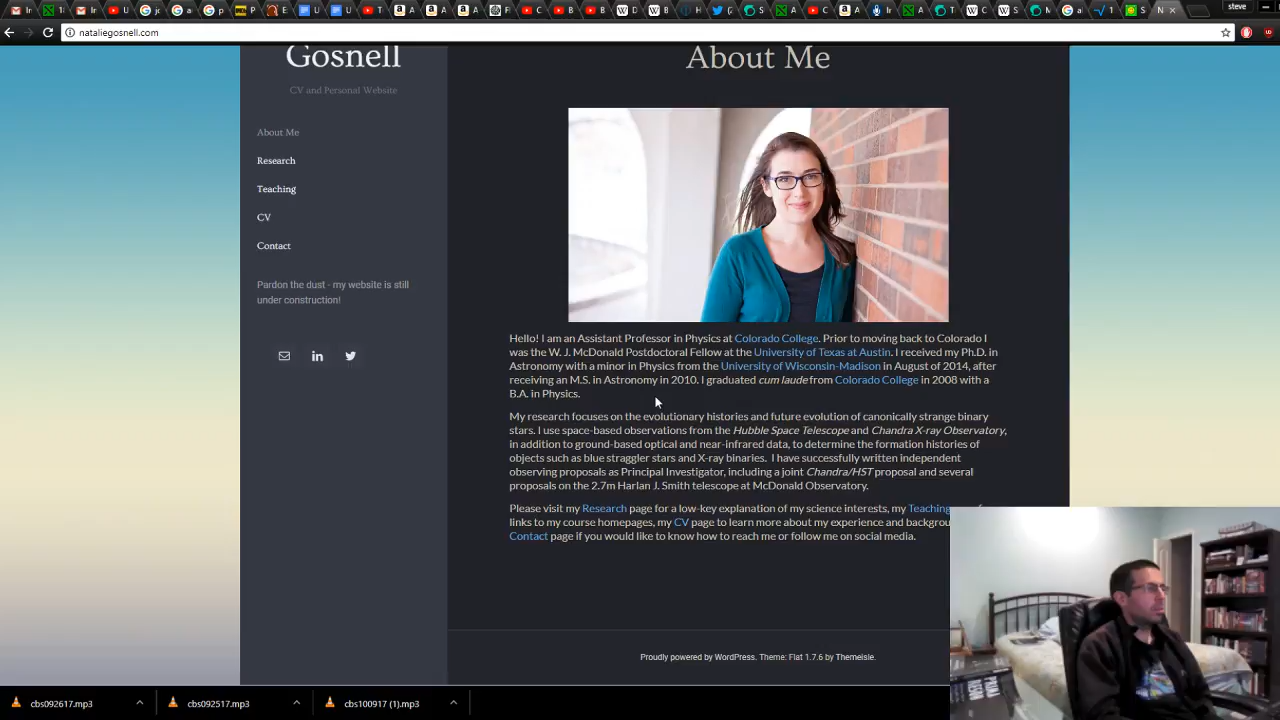 steve
nataliegosnell.com
Gosnell
CV and Personal Website
About Me
Research
Teaching
CV
Contact
Pardon the dust - my website is still
under construction!
About Me
Hello! I am an Assistant Professor in Physics at Colorado College. Prior to moving back to Colorado I
was the W. J. McDonald Postdoctoral Fellow at the University of Texas at Austin. I received my Ph.D. in
Astronomy with a minor in Physics from the University of Wisconsin-Madison in August of 2014, after
receiving an M.S. in Astronomy in 2010. I graduated cum laude from Colorado College in 2008 with a
B.A. in Physics.
My research focuses on the evolutionary histories and future evolution of canonically strange binary
stars. I use space-based observations from the Hubble Space Telescope and Chandra X-ray Observatory,
in addition to ground-based optical and near-infrared data, to determine the formation histories of
objects such as blue straggler stars and X-ray binaries. I have successfully written independent
observing proposals as Principal Investigator, including a joint Chandra/HST proposal and several
proposals on the 2.7m Harlan J. Smith telescope at McDonald Observatory.
Please visit my Research page for a low-key explanation of my science interests, my Teaching
links to my course homepages, my CV page to learn more about my experience and backgrou
Contact page if you would like to know how to reach me or follow me on social media.
Proudly powered by WordPress. Theme: Flat 1.7.6 by Themeisle.
cbs092617.mp3
cbs092517.mp3
cbs100917 (1).mp3